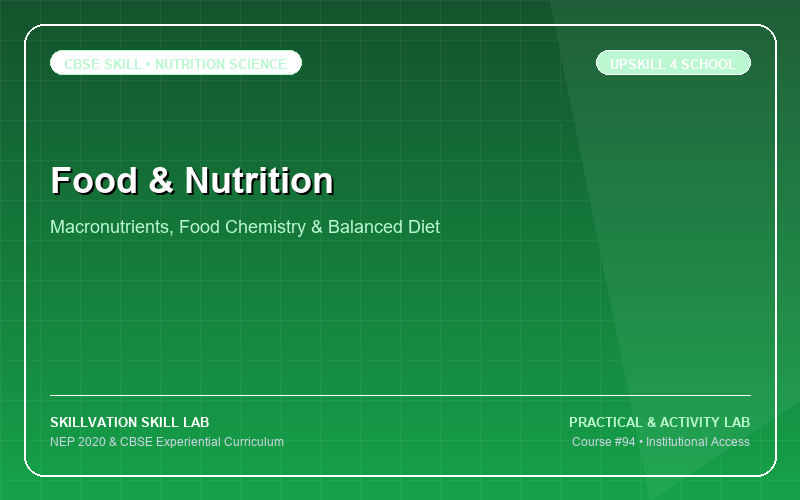 CBSE SKILL • NUTRITION SCIENCE
UPSKILL 4 SCHOOL
Food & Nutrition
Macronutrients, Food Chemistry & Balanced Diet
SKILLVATION SKILL LAB
NEP 2020 & CBSE Experiential Curriculum
PRACTICAL & ACTIVITY LAB
Course #94 • Institutional Access